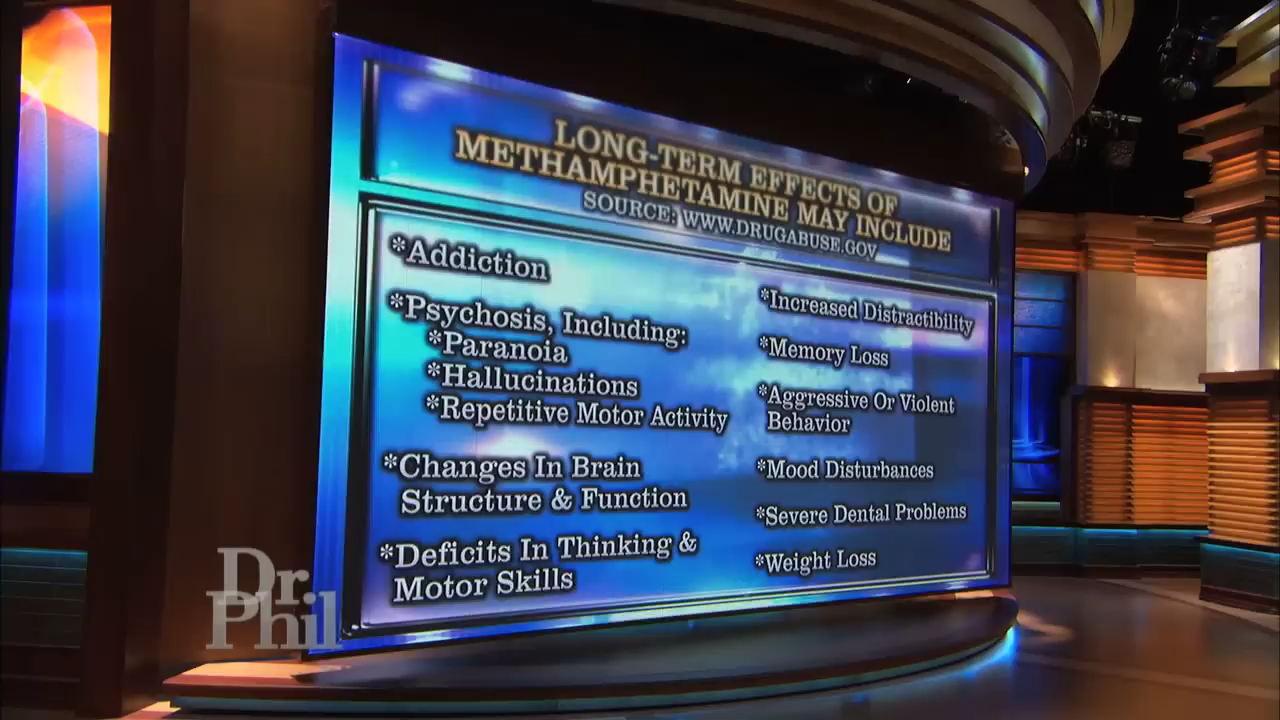 LONG-TERM EFFECTS OF
METHAMPHETAMINE MAY INCLUDE
SOURCE: WWW.DRUGABUSE.GOV
*Addiction
*Psychosis, Including:
*Paranoia
*Hallucinations
*Repetitive Motor Activity
*Changes In Brain
Structure & Function
*Deficits In Thinking &
Motor Skills
*Increased Distractibility
*Memory Loss
*Aggressive Or Violent
Behavior
*Mood Disturbances
*Severe Dental Problems
*Weight Loss
Dr.
Phil